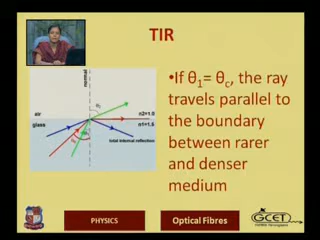 TIR
•If θ1= θc, the ray
travels parallel to
the boundary
between rarer
and denser
medium
normal
air
glass
n2=1.0
n1=1.5
total internal reflection
PHYSICS
Optical Fibres
GCET